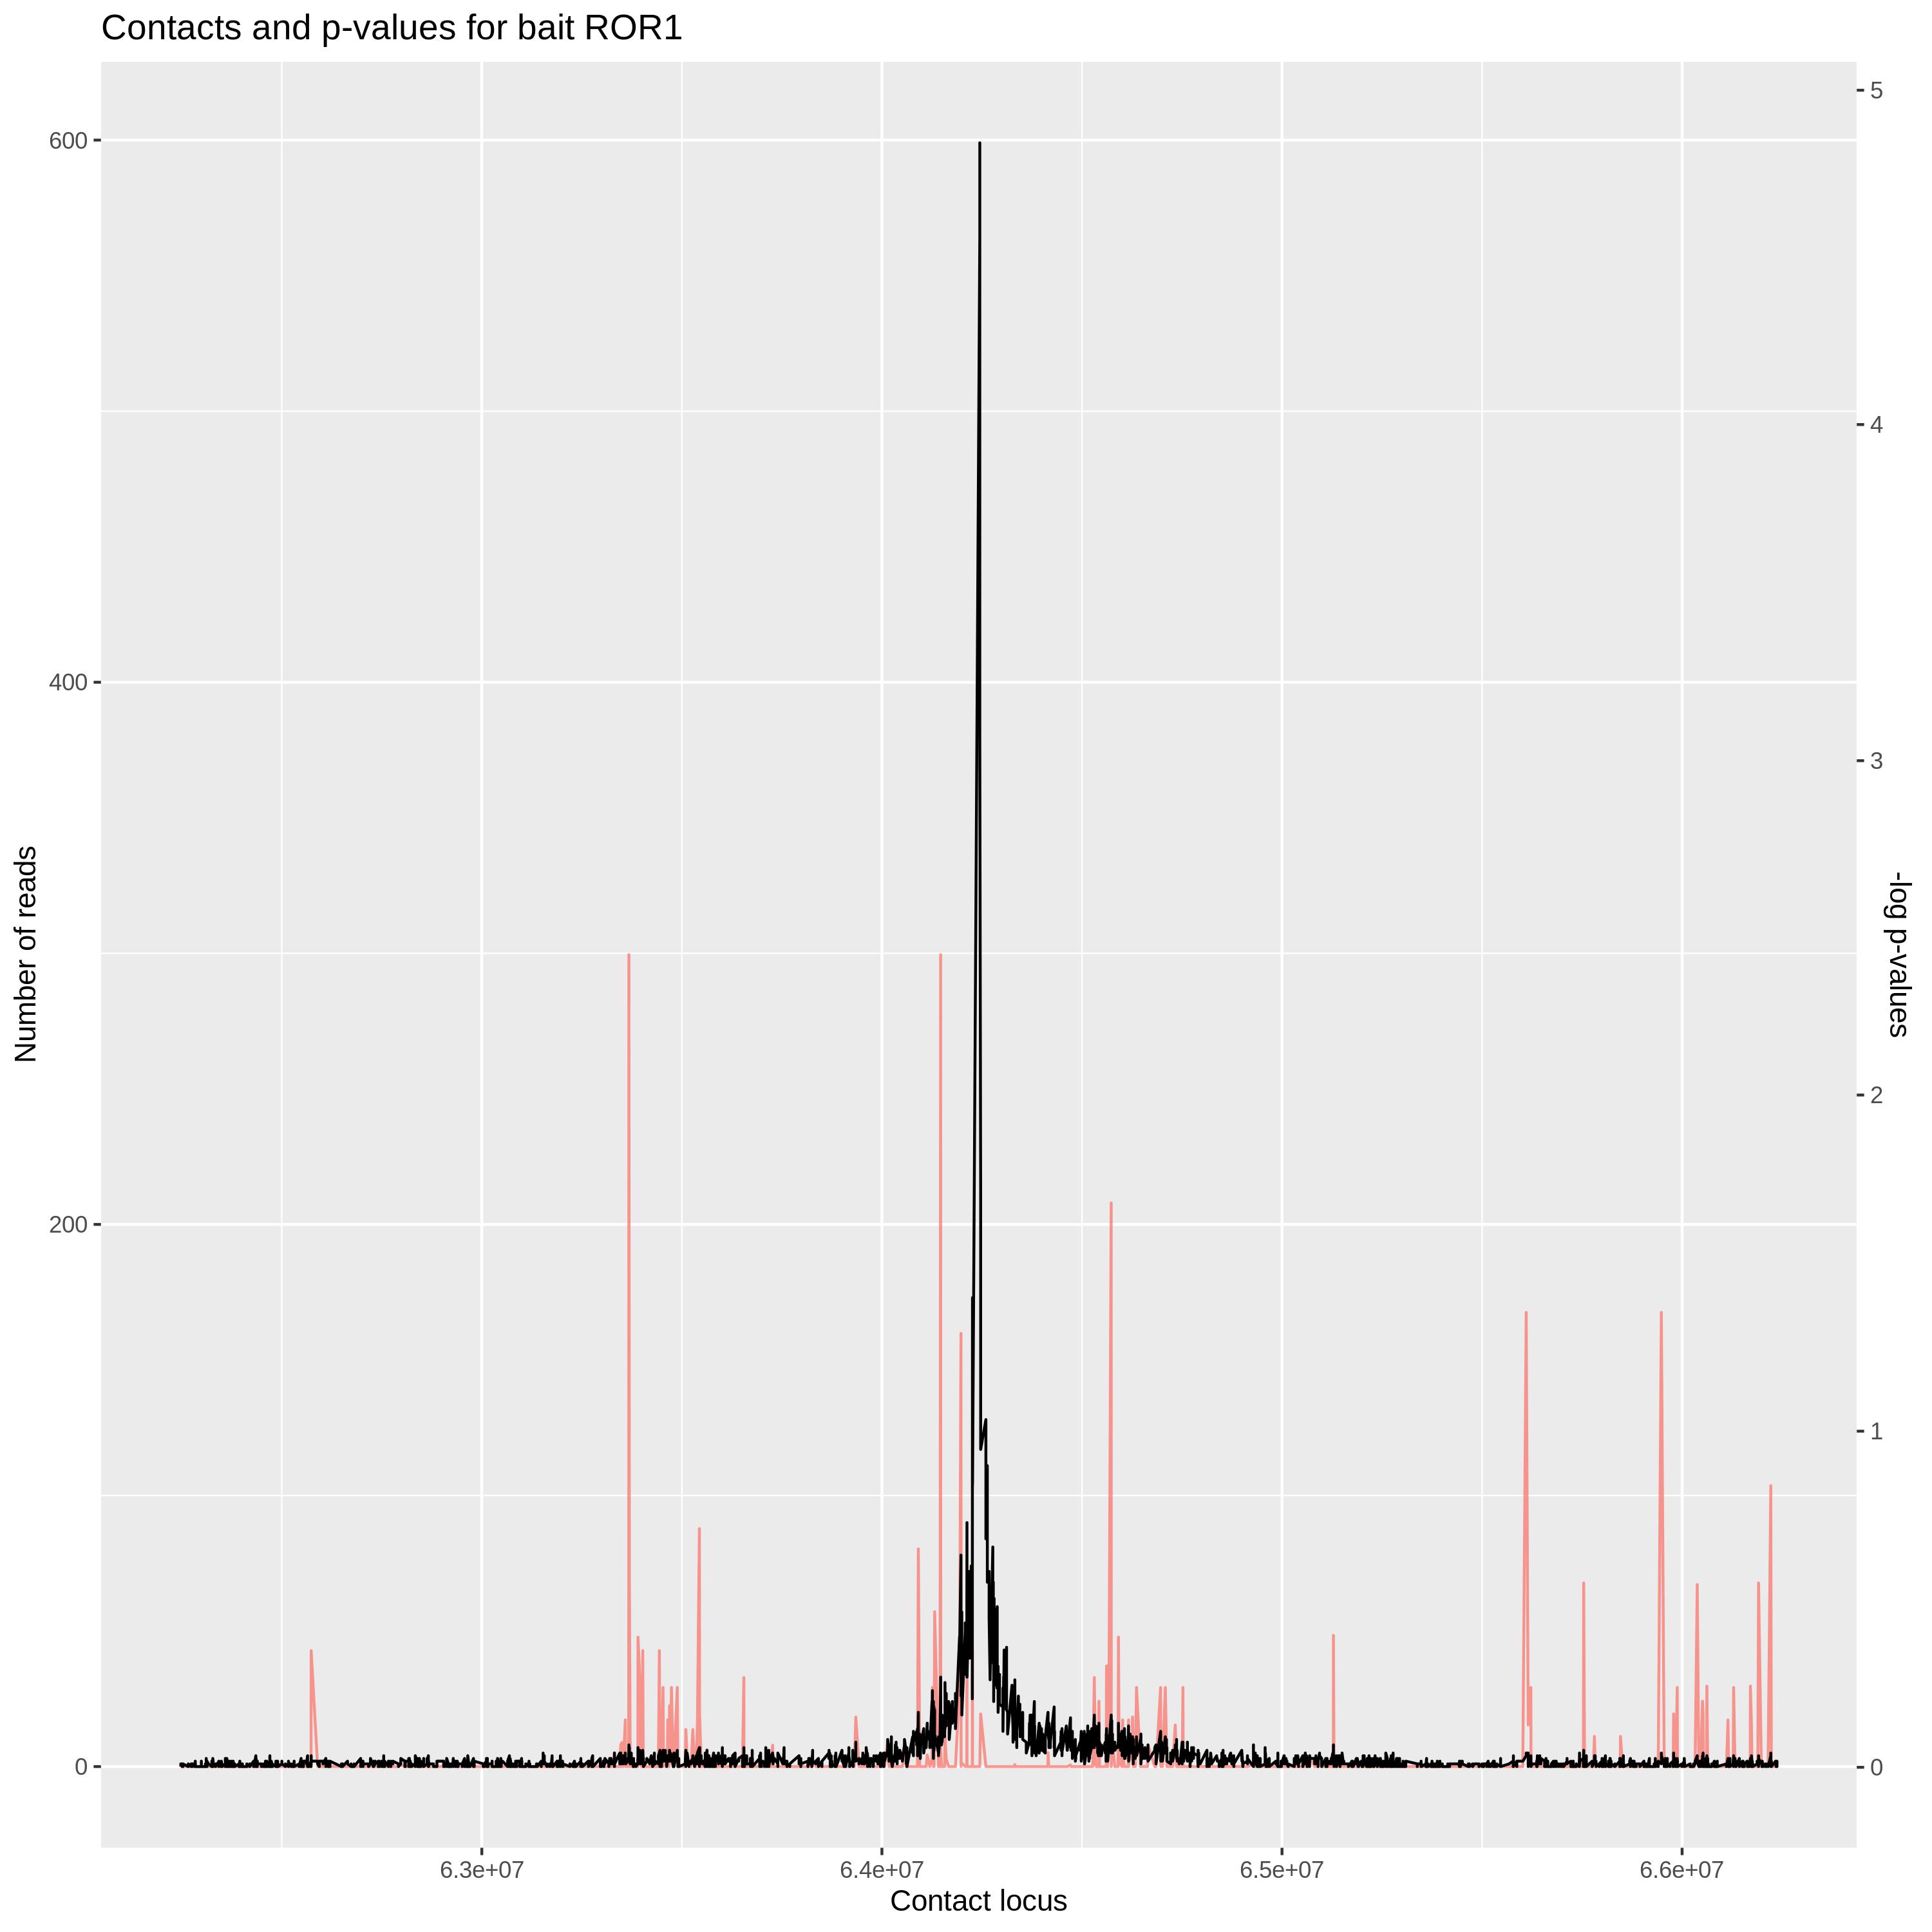 Contacts and p-values for bait ROR1
600
400
200
0
Number of reads
5
4
3
2
1
0
-log p-values
6.3e+07
6.4e+07
6.5e+07
6.6e+07
Contact locus